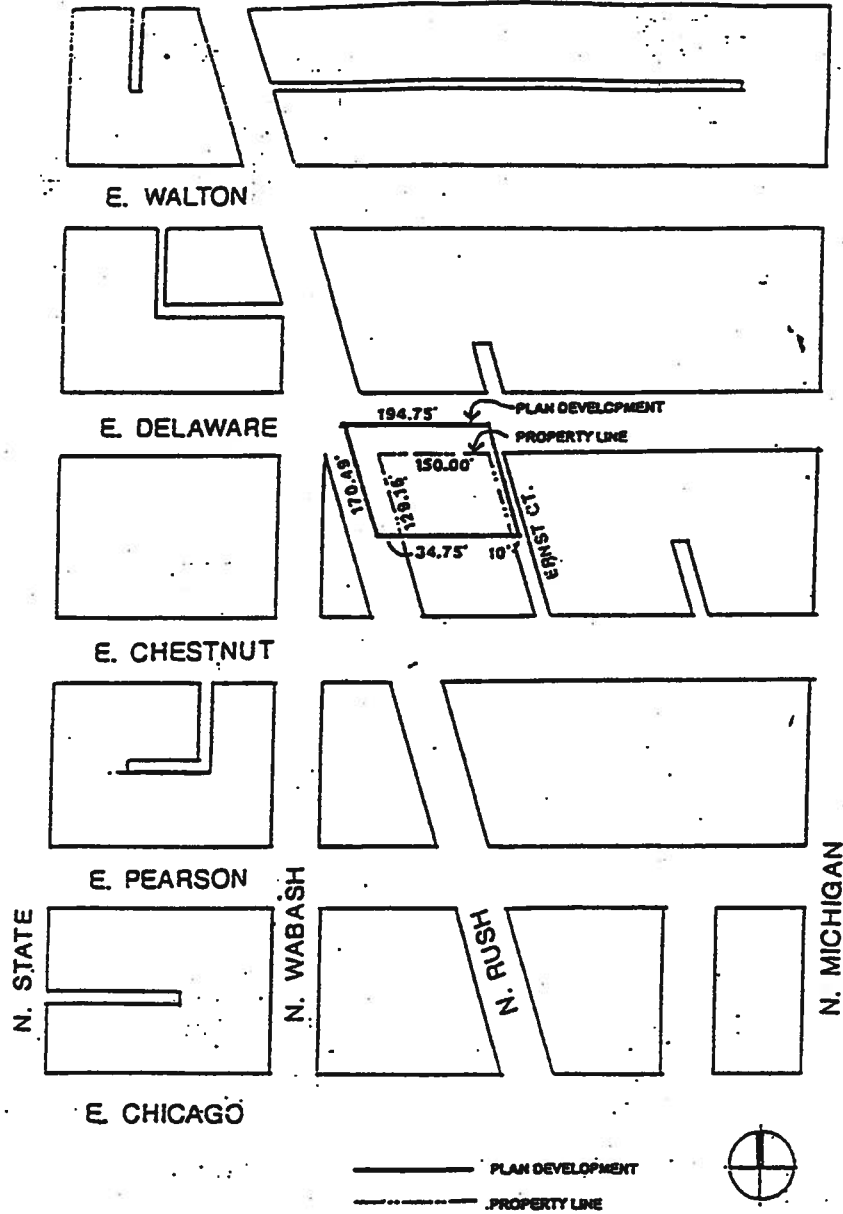 E. WALTON
E. DELAWARE
194.75'
PLAN DEVELOPMENT
PROPERTY LINE
150.00'
170.49'
129.16'
34.75'
10'
ERNST CT.
E. CHESTNUT
E. PEARSON
N. STATE
N. WABASH
N. RUSH
N. MICHIGAN
E. CHICAGO
PLAN DEVELOPMENT
PROPERTY LINE